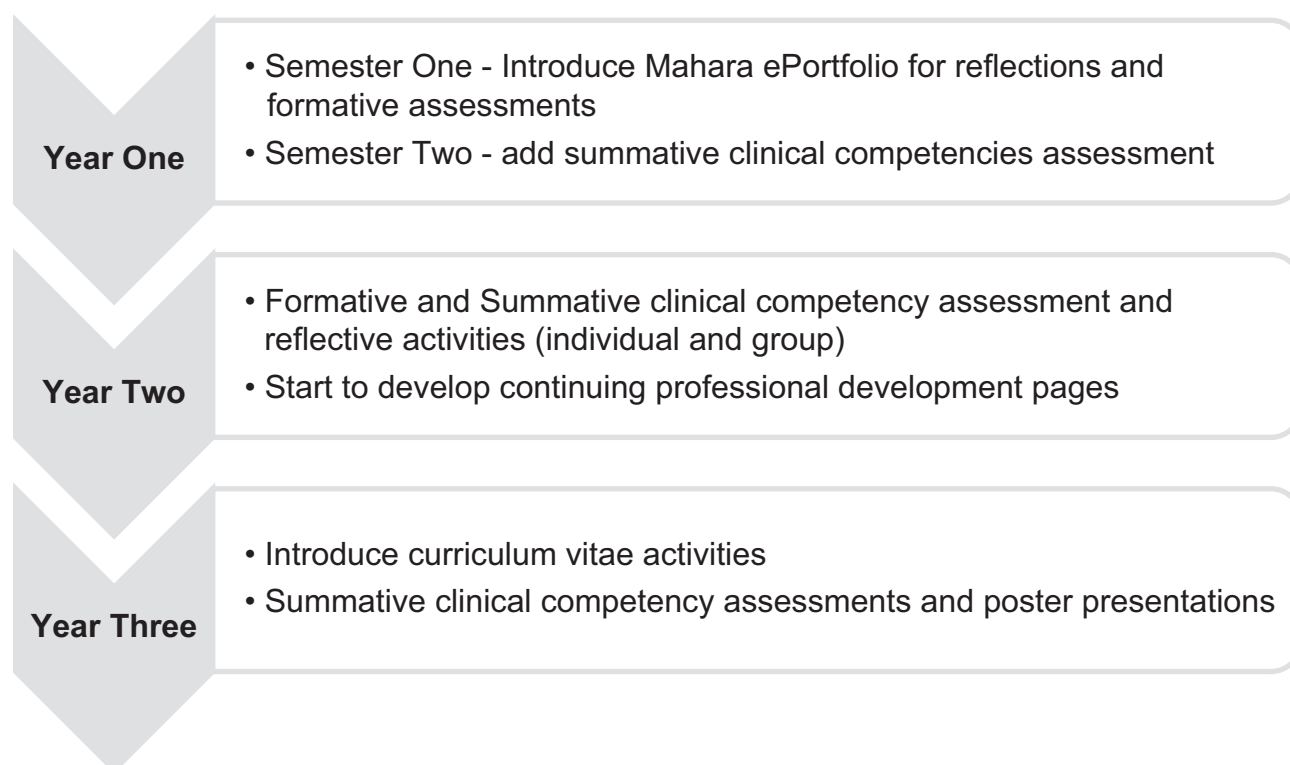 Year One
• Semester One - Introduce Mahara ePortfolio for reflections and
formative assessments
• Semester Two - add summative clinical competencies assessment
Year Two
• Formative and Summative clinical competency assessment and
reflective activities (individual and group)
• Start to develop continuing professional development pages
Year Three
• Introduce curriculum vitae activities
• Summative clinical competency assessments and poster presentations